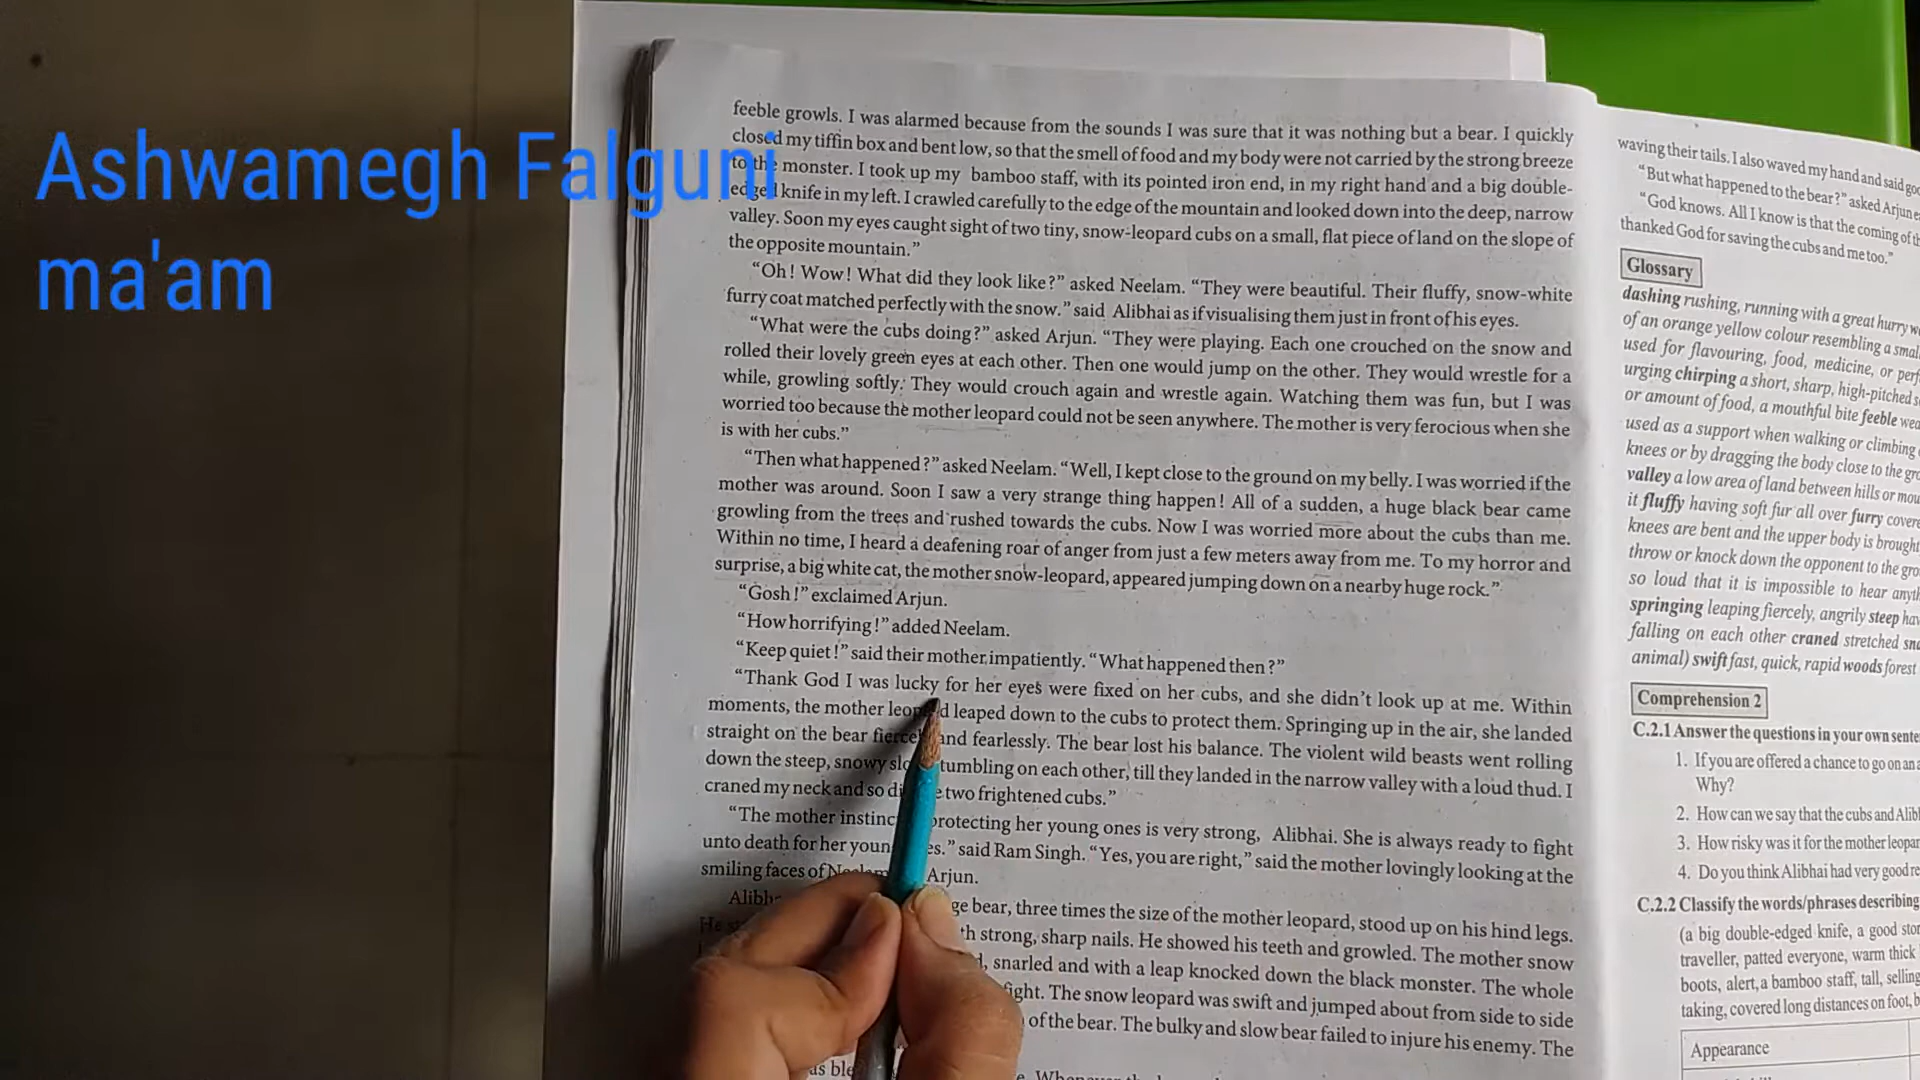 Ashwamegh Falguni
ma'am
feeble growls. I was alarmed because from the sounds I was sure that it was nothing but a bear. I quickly
closed my tiffin box and bent low, so that the smell of food and my body were not carried by the strong breeze
to the monster. I took up my bamboo staff, with its pointed iron end, in my right hand and a big double-
edged knife in my left. I crawled carefully to the edge of the mountain and looked down into the deep, narrow
valley. Soon my eyes caught sight of two tiny, snow-leopard cubs on a small, flat piece of land on the slope of
the opposite mountain.”
“Oh! Wow! What did they look like?” asked Neelam. “They were beautiful. Their fluffy, snow-white
furry coat matched perfectly with the snow.” said Alibhai as if visualising them just in front of his eyes.
“What were the cubs doing?” asked Arjun. “They were playing. Each one crouched on the snow and
rolled their lovely green eyes at each other. Then one would jump on the other. They would wrestle for a
while, growling softly. They would crouch again and wrestle again. Watching them was fun, but I was
worried too because the mother leopard could not be seen anywhere. The mother is very ferocious when she
is with her cubs.”
“Then what happened?” asked Neelam. “Well, I kept close to the ground on my belly. I was worried if the
mother was around. Soon I saw a very strange thing happen! All of a sudden, a huge black bear came
growling from the trees and rushed towards the cubs. Now I was worried more about the cubs than me.
Within no time, I heard a deafening roar of anger from just a few meters away from me. To my horror and
surprise, a big white cat, the mother snow-leopard, appeared jumping down on a nearby huge rock.”
“Gosh!” exclaimed Arjun.
“How horrifying!” added Neelam.
“Keep quiet!” said their mother impatiently. “What happened then?”
“Thank God I was lucky for her eyes were fixed on her cubs, and she didn’t look up at me. Within
moments, the mother leopard leaped down to the cubs to protect them. Springing up in the air, she landed
straight on the bear fiercely and fearlessly. The bear lost his balance. The violent wild beasts went rolling
down the steep, snowy tumbling on each other, till they landed in the narrow valley with a loud thud. I
craned my neck and so two frightened cubs.”
“The mother instinct protecting her young ones is very strong, Alibhai. She is always ready to fight
unto death for her young said Ram Singh. “Yes, you are right,” said the mother lovingly looking at the
smiling faces of Neelam Arjun.
bear, three times the size of the mother leopard, stood up on his hind legs.
strong, sharp nails. He showed his teeth and growled. The mother snow
snarled and with a leap knocked down the black monster. The whole
fight. The snow leopard was swift and jumped about from side to side
of the bear. The bulky and slow bear failed to injure his enemy. The
waving their tails. I also waved my hand and said
“But what happened to the bear?” asked Arjun
“God knows. All I know is that the coming of
thanked God for saving the cubs and me too.”
Glossary
dashing rushing, running with a great hurry
of an orange yellow colour resembling a
used for flavouring, food, medicine, or
urging chirping a short, sharp, high-pitched
or amount of food, a mouthful bite feeble
used as a support when walking or climbing
knees or by dragging the body close to the
valley a low area of land between hills or
it fluffy having soft fur all over furry
knees are bent and the upper body is brought
throw or knock down the opponent to the
so loud that it is impossible to hear
springing leaping fiercely, angrily steep
falling on each other craned stretched
animal) swift fast, quick, rapid woods forest
Comprehension 2
C.2.1 Answer the questions in your own
1. If you are offered a chance to go on an
Why?
2. How can we say that the cubs and
3. How risky was it for the mother
4. Do you think Alibhai had very good
C.2.2 Classify the words/phrases describing
(a big double-edged knife, a good
traveller, patted everyone, warm thick
boots, alert, a bamboo staff, tall, selling
taking, covered long distances on foot,
Appearance